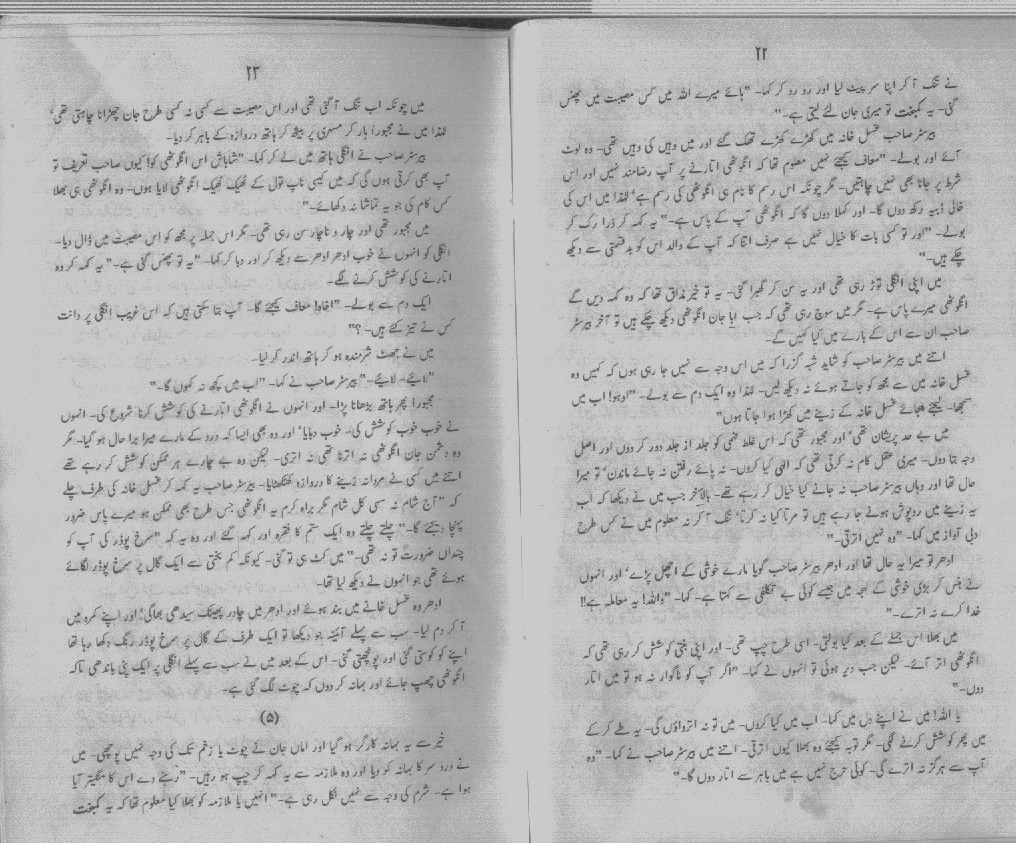 ۲۲
نے تنگ آ کر اپنا سر پیٹ لیا اور رو رو کر کہا۔ "ہائے میرے اللہ میں کس مصیبت میں پھنس
گئی۔ یہ کمبخت تو میری جان لئے لیتی ہے۔"
بیرسٹر صاحب غسل خانہ میں کھڑے کھڑے تھک گئے اور میں وہیں کی وہیں تھی۔ وہ لوٹ
آئے اور بولے۔ "معاف کیجئے نہیں معلوم تھا کہ انگوٹھی اتارنے پر آپ رضامند نہیں اور اس
شرط پر جانا بھی نہیں چاہتیں۔ مگر چونکہ اس رسم کا نام ہی انگوٹھی کی رسم ہے' لہٰذا میں اس کی
خالی ڈبیہ رکھ دوں گا۔ اور کہلا دوں گا کہ انگوٹھی آپ کے پاس ہے۔" یہ کہہ کر ذرا رک کر
بولے۔ "اور تو کسی بات کا خیال نہیں ہے صرف اتنا کہ آپ کے والد اس کو بدقسمتی سے دیکھ
چکے ہیں۔"
میں اپنی انگلی توڑ رہی تھی اور یہ سن کر گھبرا گئی۔ یہ تو خیر مذاق تھا کہ وہ کہہ دیں گے
انگوٹھی میرے پاس ہے۔ مگر میں سوچ رہی تھی کہ جب ابا جان انگوٹھی دیکھ چکے ہیں تو آخر بیرسٹر
صاحب ان سے اس کے بارے میں کیا کہیں گے۔
اتنے میں بیرسٹر صاحب کو شاید شبہ گزرا کہ میں اس وجہ سے نہیں جا رہی ہوں کہ کہیں وہ
غسل خانہ میں سے مجھ کو جاتے ہوئے نہ دیکھ لیں۔ لہٰذا وہ ایک دم سے بولے۔ "اوہو! اب میں
سمجھا۔ لیجئے بجائے غسل خانہ کے زینے میں کھڑا ہوا جاتا ہوں"
میں بے حد پریشان تھی' اور مجبور تھی کہ اس غلط فہمی کو جلد از جلد دور کر دوں اور اصل
وجہ بتا دوں۔ میری عقل کام نہ کرتی تھی کہ الٰہی کیا کروں۔ نہ پائے رفتن نہ جائے ماندن' تو میرا
حال تھا اور وہاں بیرسٹر صاحب نہ جانے کیا خیال کر رہے تھے۔ بالآخر جب میں نے دیکھا کہ اب
یہ زینے میں روپوش ہونے جا رہے ہیں تو مرتا کیا نہ کرتا' تنگ آ کر نہ معلوم میں نے کس طرح
دبی آواز میں کہا۔ "وہ نہیں اترتی۔"
ادھر تو میرا یہ حال تھا اور ادھر بیرسٹر صاحب گویا مارے خوشی کے اچھل پڑے' اور انہوں
نے ہنس کر بڑی خوشی کے لہجہ میں جیسے کوئی بے تکلفی سے کہتا ہے۔ کہا۔ "واللہ! یہ معاملہ ہے!!
خدا کرے نہ اترے۔"
میں بھلا اس جملے کے بعد کیا بولتی۔ اسی طرح چپ تھی۔ اور اپنی بنتی کوشش کر رہی تھی کہ
انگوٹھی اتر آئے۔ لیکن جب دیر ہوئی تو انہوں نے کہا۔ "اگر آپ کو ناگوار نہ ہو تو میں اتار
دوں۔"
یا اللہ! میں نے اپنے دل میں کہا۔ اب میں کیا کروں۔ میں تو نہ اترواؤں گی۔ یہ طے کر کے
میں پھر کوشش کرنے لگی۔ مگر توبہ کیجئے وہ بھلا کیوں اترتی۔ اتنے میں بیرسٹر صاحب نے کہا۔ "وہ
آپ سے ہرگز نہ اترے گی۔ کوئی حرج نہیں ہے میں باہر سے اتار دوں گا۔"
۲۳
میں چونکہ اب تنگ آ گئی تھی اور اس مصیبت سے کسی نہ کسی طرح جان چھڑانا چاہتی تھی'
لہٰذا میں نے مجبوراً ہار کر مسہری پر بیٹھ کر ہاتھ دروازہ کے باہر کر دیا۔
بیرسٹر صاحب نے انگلی ہاتھ میں لے کر کہا۔ "شاباش اس انگوٹھی کو! کیوں صاحب تعریف تو
آپ بھی کرتی ہوں گی کہ میں کیسی ناپ تول کے ٹھیک ٹھیک انگوٹھی لایا ہوں۔ وہ انگوٹھی ہی بھلا
کس کام کی جو یہ تماشا نہ دکھائے۔"
میں مجبور تھی اور چار و ناچار سن رہی تھی۔ مگر اس جملہ پر مجھ کو اس مصیبت میں ڈال دیا۔
انگلی کو انہوں نے خوب ادھر ادھر سے دیکھ کر اور دبا کر کہا۔ "یہ تو پھنس گئی ہے۔" یہ کہہ کر وہ
اتارنے کی کوشش کرنے لگے۔
ایک دم سے بولے۔ "اخاہ! معاف کیجئے گا۔ آپ بتا سکتی ہیں کہ اس غریب انگلی پر دانت
کس نے تیز کئے ہیں۔؟"
میں نے جھٹ شرمندہ ہو کر ہاتھ اندر کر لیا۔
"لائیے۔ لائیے۔" بیرسٹر صاحب نے کہا۔ "اب میں کچھ نہ کہوں گا۔"
مجبوراً پھر ہاتھ بڑھانا پڑا۔ اور انہوں نے انگوٹھی اتارنے کی کوشش کرنا شروع کی۔ انہوں
نے خوب خوب کوشش کی۔ خوب دبایا' اور وہ بھی ایسا کہ درد کے مارے میرا برا حال ہو گیا۔ مگر
وہ دشمن جان انگوٹھی نہ اترنا تھی نہ اتری۔ لیکن وہ بے چارے ہر ممکن کوشش کر رہے تھے
اتنے میں کسی نے مردانہ زینے کا دروازہ کھٹکھٹایا۔ بیرسٹر صاحب یہ کہہ کر غسل خانہ کی طرف چلے
کہ "آج شام نہ سہی کل شام مگر براہ کرم یہ انگوٹھی جس طرح بھی ممکن ہو میرے پاس ضرور
پہنچا دیجئے گا۔" چلتے چلتے وہ ایک ستم کا فقرہ اور کہہ گئے اور وہ یہ کہ "سرخ پوڈر کی آپ کو
چنداں ضرورت تو نہ تھی۔" میں کٹ ہی تو گئی۔ کیونکہ کم بختی سے ایک گال پر سرخ پوڈر لگائے
ہوئے تھی جو انہوں نے دیکھ لیا تھا۔
ادھر وہ غسل خانے میں بند ہوئے اور ادھر میں چادر پھینک سیدھی بھاگی' اور اپنے کمرہ میں
آ کر دم لیا۔ سب سے پہلے آئینہ جو دیکھا تو ایک طرف کے گال پر سرخ پوڈر رنگ دکھا رہا تھا
اپنے کو کوستی گئی اور پونچھتی گئی۔ اس کے بعد میں نے سب سے پہلے انگلی پر ایک پٹی باندھی تاکہ
انگوٹھی چھپ جائے اور بہانہ کر دوں کہ چوٹ لگ گئی ہے۔
(۵)
خیر سے یہ بہانہ کارگر ہو گیا اور اماں جان نے چوٹ یا زخم تک کی وجہ نہیں پوچھی۔ میں
نے درد سر کا بہانہ کر دیا اور وہ ملازمہ سے یہ کہہ کر چپ ہو رہیں۔ "رہنے دے اس کا منگیتر آیا
ہوا ہے۔ شرم کی وجہ سے نہیں نکل رہی ہے۔" انہیں یا ملازمہ کو بھلا کیا معلوم تھا کہ یہ کمبخت